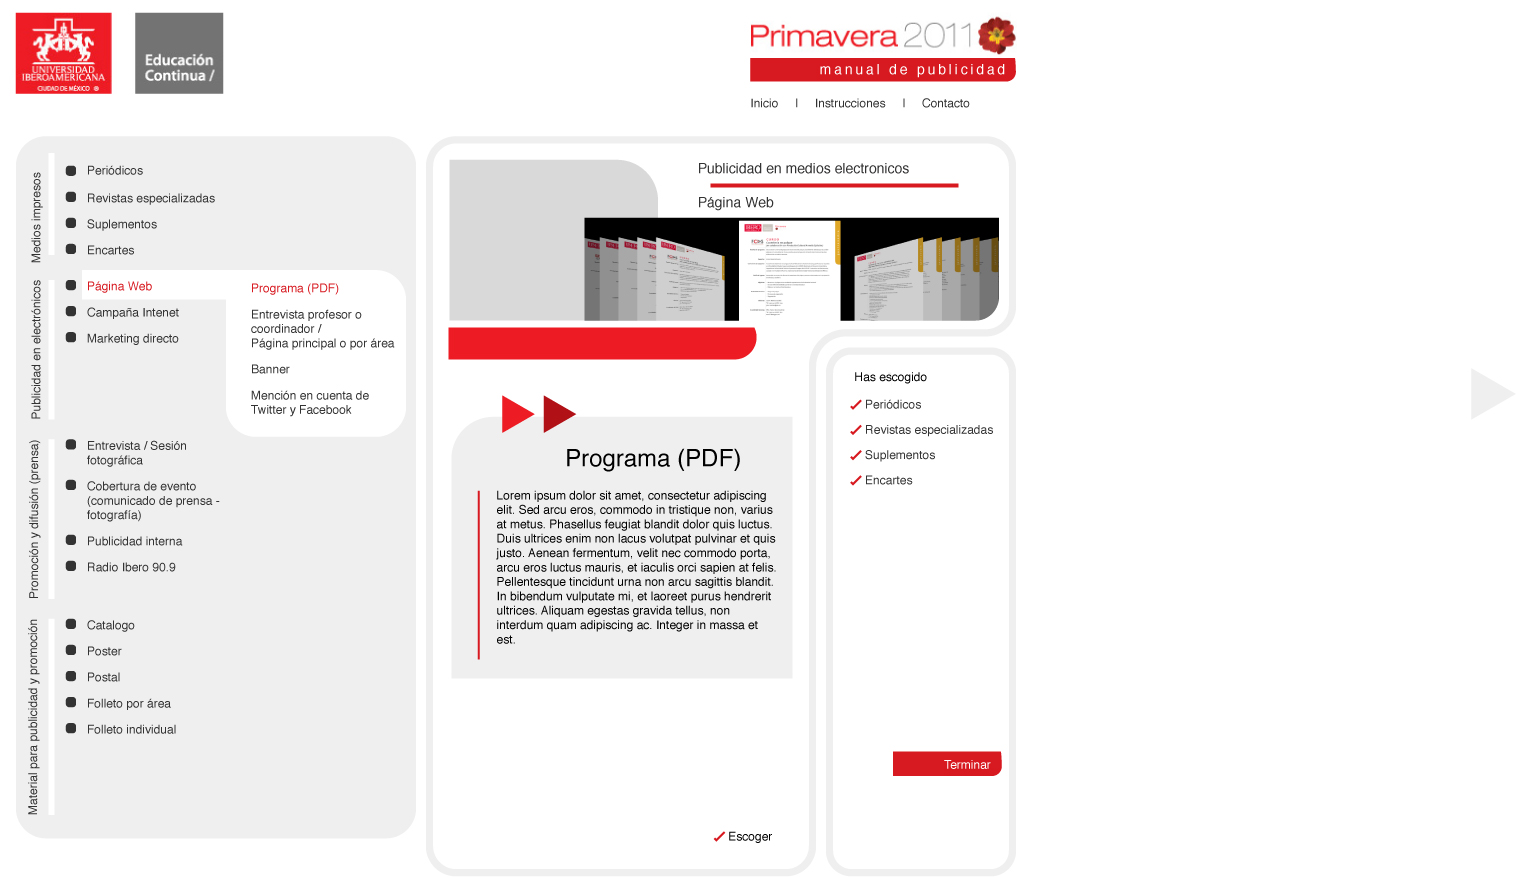 UNIVERSIDAD
IBEROAMERICANA
CIUDAD DE MÉXICO ®
Educación
Continua /
Primavera 2011
manual de publicidad
Inicio | Instrucciones | Contacto
Medios impresos
Periódicos
Revistas especializadas
Suplementos
Encartes
Publicidad en electrónicos
Página Web
Campaña Intenet
Marketing directo
Programa (PDF)
Entrevista profesor o
coordinador /
Página principal o por área
Banner
Mención en cuenta de
Twitter y Facebook
Promoción y difusión (prensa)
Entrevista / Sesión
fotográfica
Cobertura de evento
(comunicado de prensa -
fotografía)
Publicidad interna
Radio Ibero 90.9
Material para publicidad y promoción
Catalogo
Poster
Postal
Folleto por área
Folleto individual
Publicidad en medios electronicos
Página Web
Programa (PDF)
Lorem ipsum dolor sit amet, consectetur adipiscing
elit. Sed arcu eros, commodo in tristique non, varius
at metus. Phasellus feugiat blandit dolor quis luctus.
Duis ultrices enim non lacus volutpat pulvinar et quis
justo. Aenean fermentum, velit nec commodo porta,
arcu eros luctus mauris, et iaculis orci sapien at felis.
Pellentesque tincidunt urna non arcu sagittis blandit.
In bibendum vulputate mi, et laoreet purus hendrerit
ultrices. Aliquam egestas gravida tellus, non
interdum quam adipiscing ac. Integer in massa et
est.
Escoger
Has escogido
Periódicos
Revistas especializadas
Suplementos
Encartes
Terminar